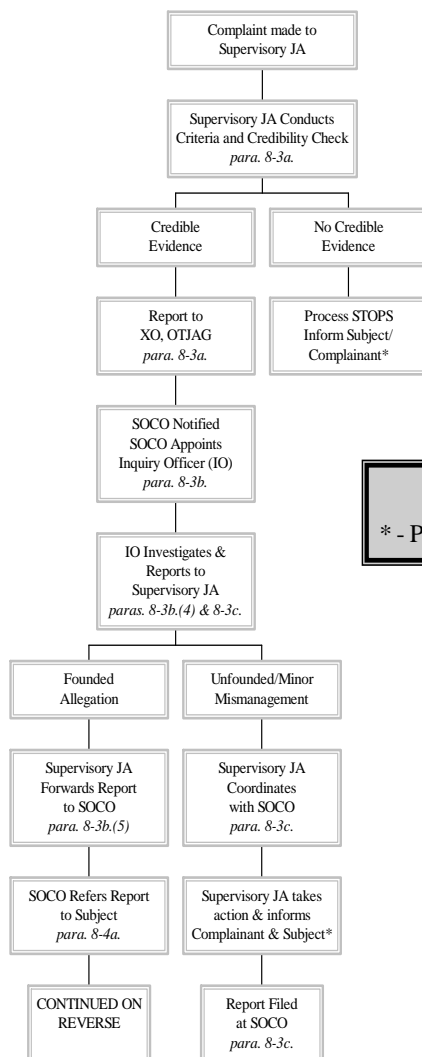 Complaint made to
Supervisory JA
Supervisory JA Conducts
Criteria and Credibility Check
para. 8-3a.
Credible
Evidence
No Credible
Evidence
Report to
XO, OTJAG
para. 8-3a.
Process STOPS
Inform Subject/
Complainant*
SOCO Notified
SOCO Appoints
Inquiry Officer (IO)
para. 8-3b.
* - P
IO Investigates &
Reports to
Supervisory JA
paras. 8-3b.(4) & 8-3c.
Founded
Allegation
Unfounded/Minor
Mismanagement
Supervisory JA
Forwards Report
to SOCO
para. 8-3b.(5)
Supervisory JA
Coordinates
with SOCO
para. 8-3c.
SOCO Refers Report
to Subject
para. 8-4a.
Supervisory JA takes
action & informs
Complainant & Subject*
CONTINUED ON
REVERSE
Report Filed
at SOCO
para. 8-3c.